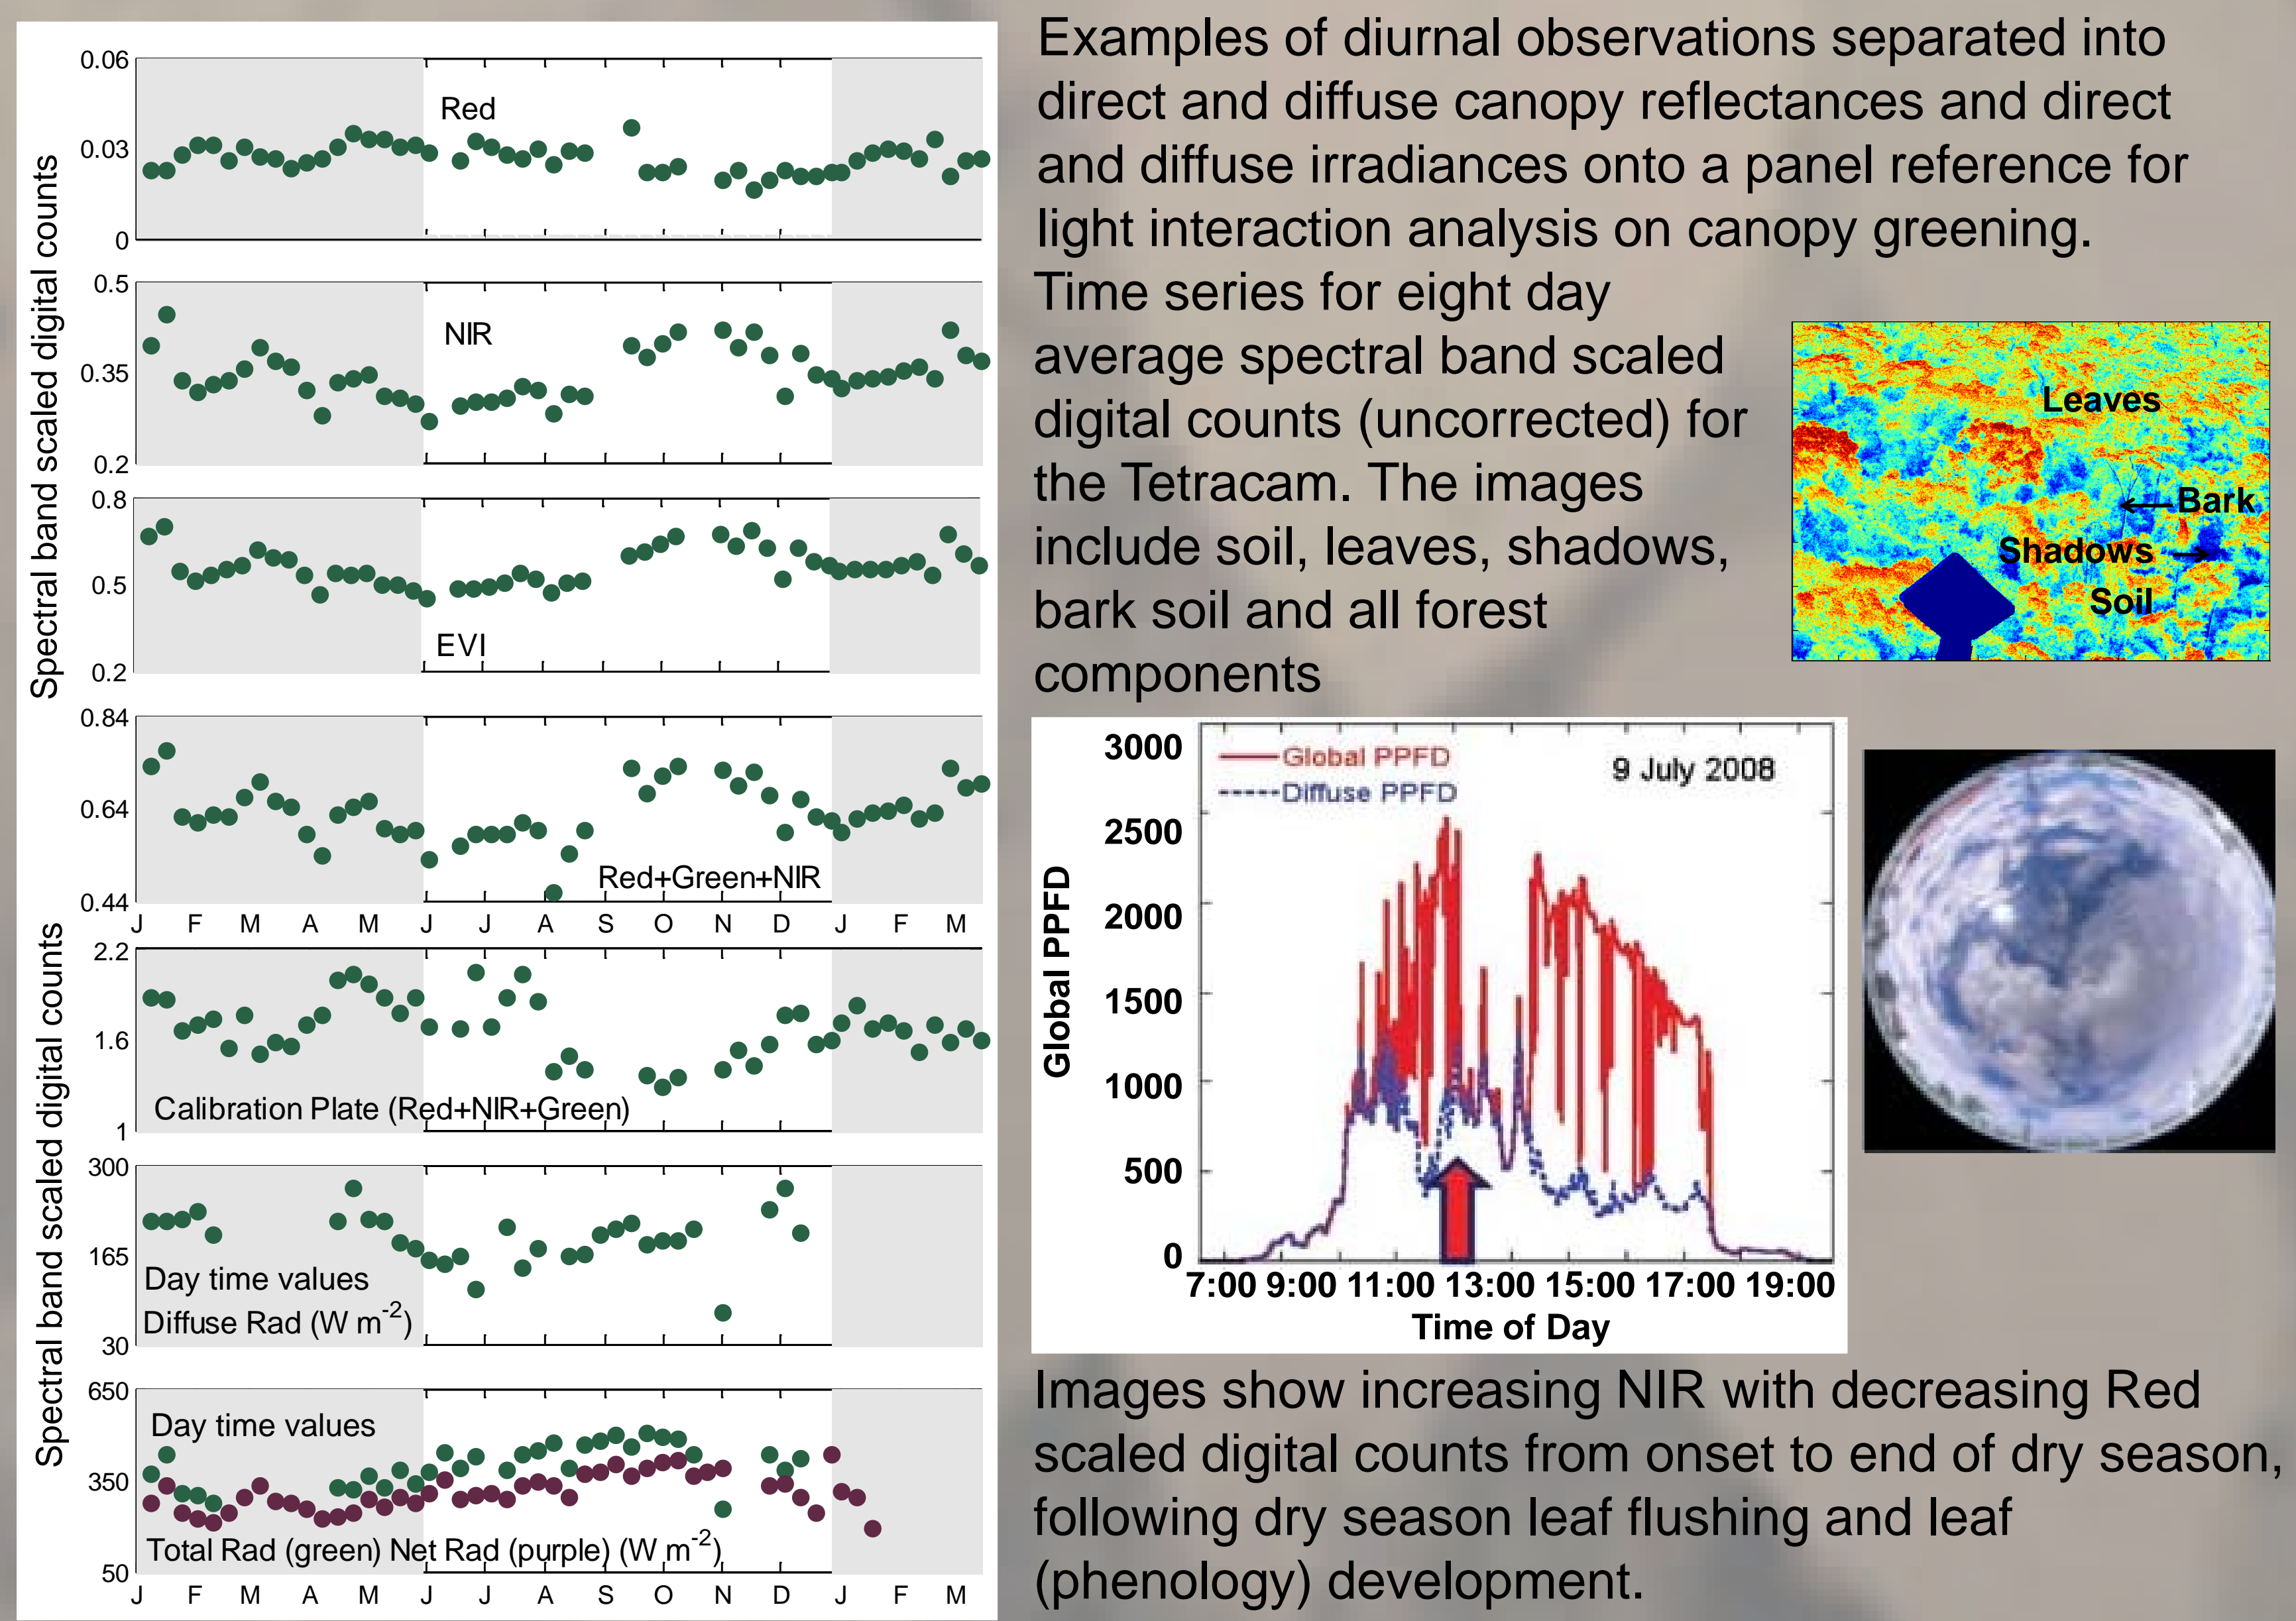 Spectral band scaled digital counts
0.06
0.03
0
Red
0.5
0.35
0.2
NIR
0.8
0.5
0.2
EVI
0.84
0.64
0.44
Red+Green+NIR
J F M A M J J A S O N D J F M
Spectral band scaled digital counts
2.2
1.6
1
Calibration Plate (Red+NIR+Green)
300
165
30
Day time values
Diffuse Rad (W m-2)
650
350
50
Day time values
Total Rad (green) Net Rad (purple) (W m-2)
J F M A M J J A S O N D J F M
Examples of diurnal observations separated into
direct and diffuse canopy reflectances and direct
and diffuse irradiances onto a panel reference for
light interaction analysis on canopy greening.
Time series for eight day
average spectral band scaled
digital counts (uncorrected) for
the Tetracam. The images
include soil, leaves, shadows,
bark soil and all forest
components
Leaves
Bark
Shadows
Soil
Global PPFD
3000
2500
2000
1500
1000
500
0
Global PPFD
Diffuse PPFD
9 July 2008
7:00 9:00 11:00 13:00 15:00 17:00 19:00
Time of Day
Images show increasing NIR with decreasing Red
scaled digital counts from onset to end of dry season,
following dry season leaf flushing and leaf
(phenology) development.